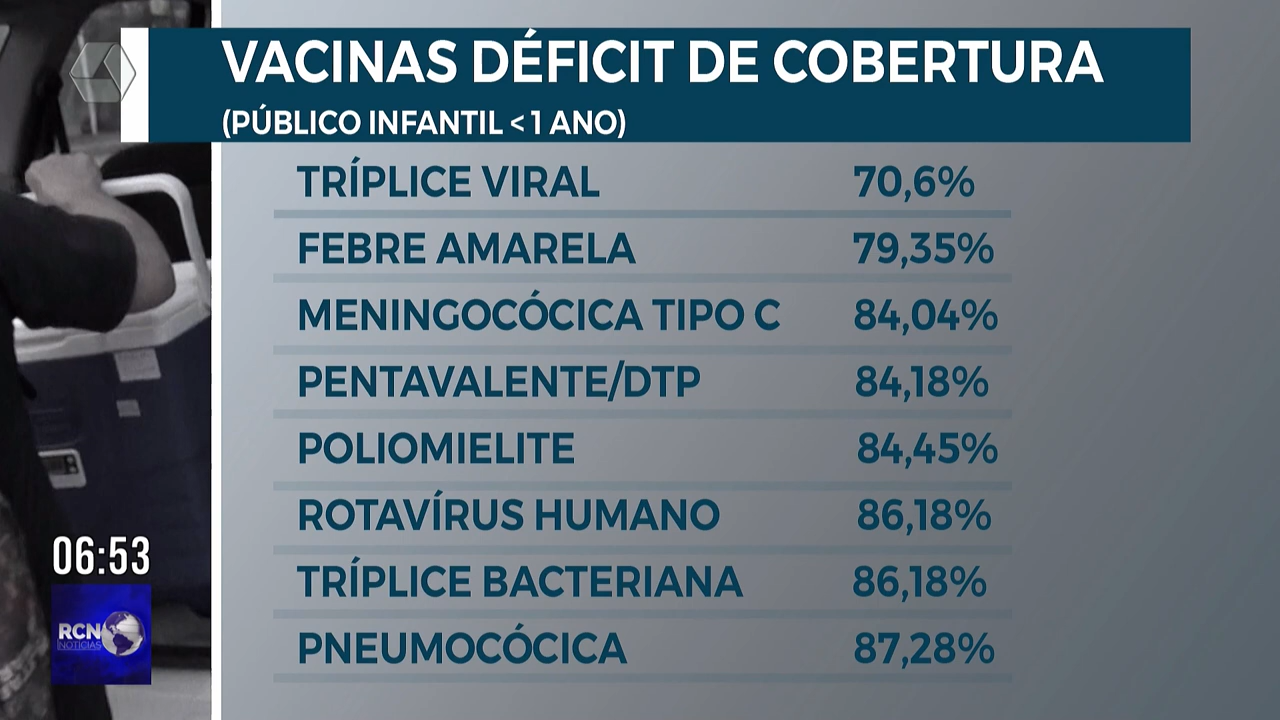 VACINAS DÉFICIT DE COBERTURA
(PÚBLICO INFANTIL < 1 ANO)
TRÍPLICE VIRAL 70,6%
FEBRE AMARELA 79,35%
MENINGOCÓCICA TIPO C 84,04%
PENTAVALENTE/DTP 84,18%
POLIOMIELITE 84,45%
ROTAVÍRUS HUMANO 86,18%
TRÍPLICE BACTERIANA 86,18%
PNEUMOCÓCICA 87,28%
06:53
RCN
NOTÍCIAS